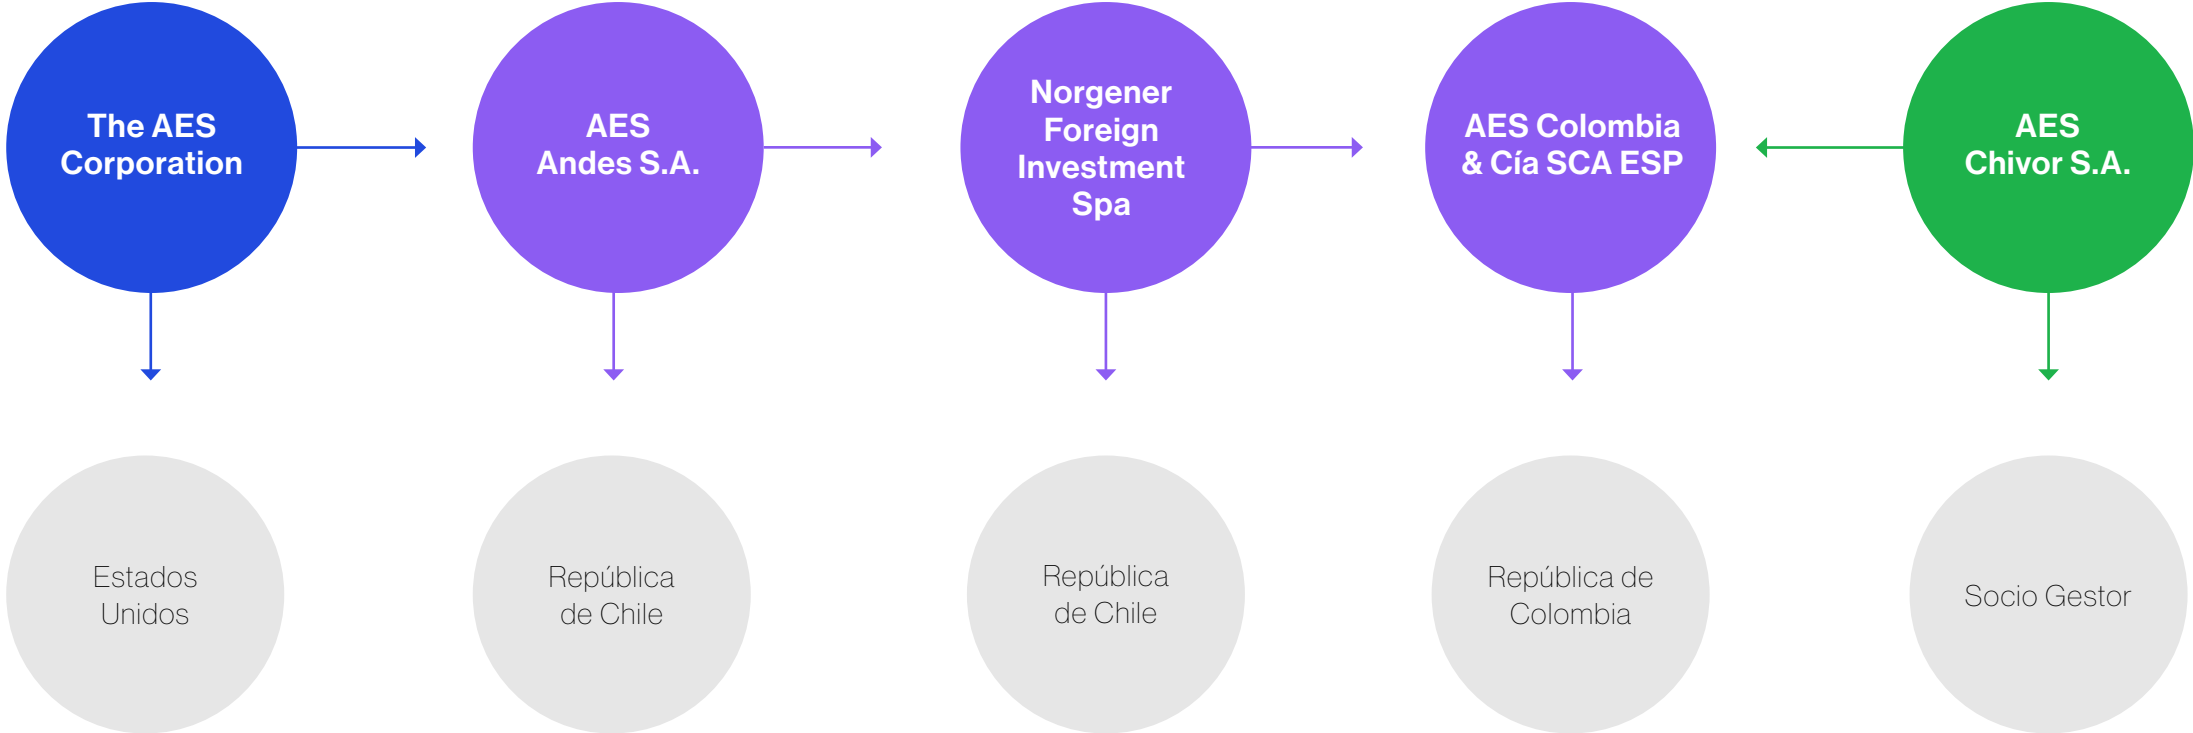 The AES
Corporation
AES
Andes S.A.
Norgener
Foreign
Investment
Spa
AES Colombia
& Cía SCA ESP
AES
Chivor S.A.
Estados
Unidos
República
de Chile
República
de Chile
República de
Colombia
Socio Gestor